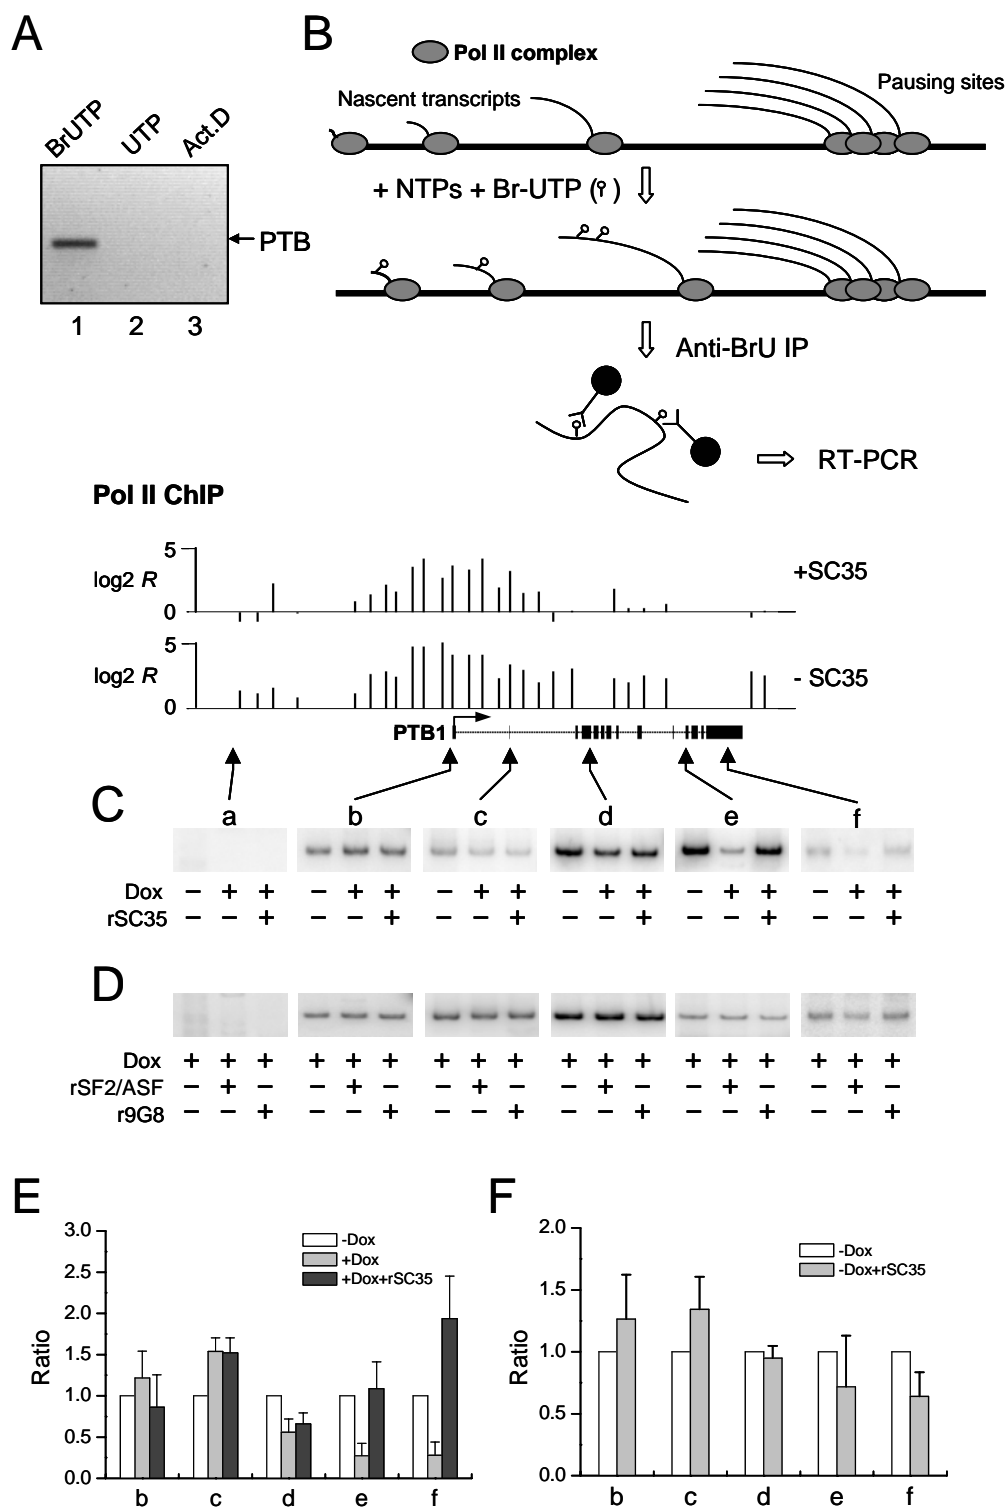 A
B
Pol II complex
BrUTP
UTP
Act.D
PTB
1 2 3
Nascent transcripts
Pausing sites
+ NTPs + Br-UTP ( )
Anti-BrU IP
RT-PCR
Pol II ChIP
5
log2 R
0
+SC35
5
log2 R
0
- SC35
PTB1
C
a b c d e f
Dox − + + − + + − + + − + + − + + − + +
rSC35 − − + − − + − − + − − + − − + − − +
D
Dox + + + + + + + + + + + + + + + + + +
rSF2/ASF − + − − + − − + − − + − − + − − + −
r9G8 − − + − − + − − + − − + − − + − − +
E
3.0
2.5
2.0
1.5
1.0
0.5
0.0
Ratio
-Dox
+Dox
+Dox+rSC35
b c d e f
F
2.0
1.5
1.0
0.5
0.0
Ratio
-Dox
-Dox+rSC35
b c d e f